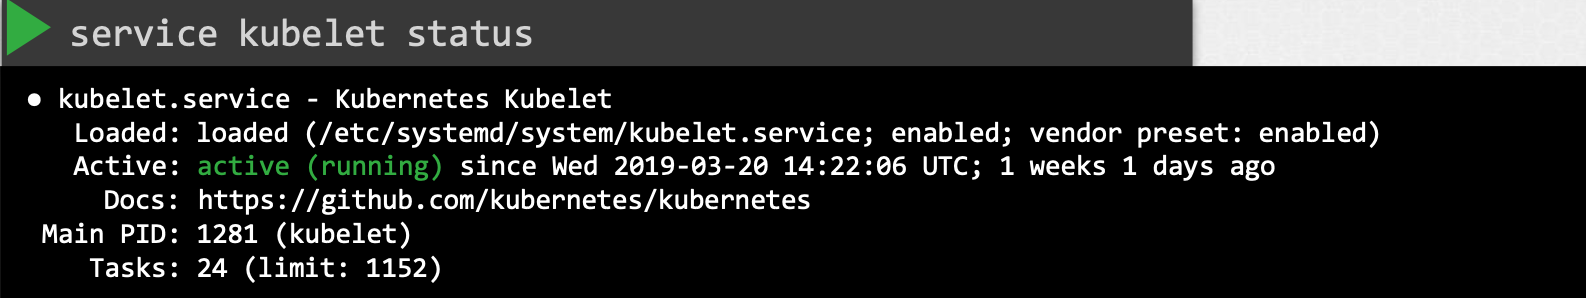 service kubelet status
● kubelet.service - Kubernetes Kubelet
Loaded: loaded (/etc/systemd/system/kubelet.service; enabled; vendor preset: enabled)
Active: active (running) since Wed 2019-03-20 14:22:06 UTC; 1 weeks 1 days ago
Docs: https://github.com/kubernetes/kubernetes
Main PID: 1281 (kubelet)
Tasks: 24 (limit: 1152)